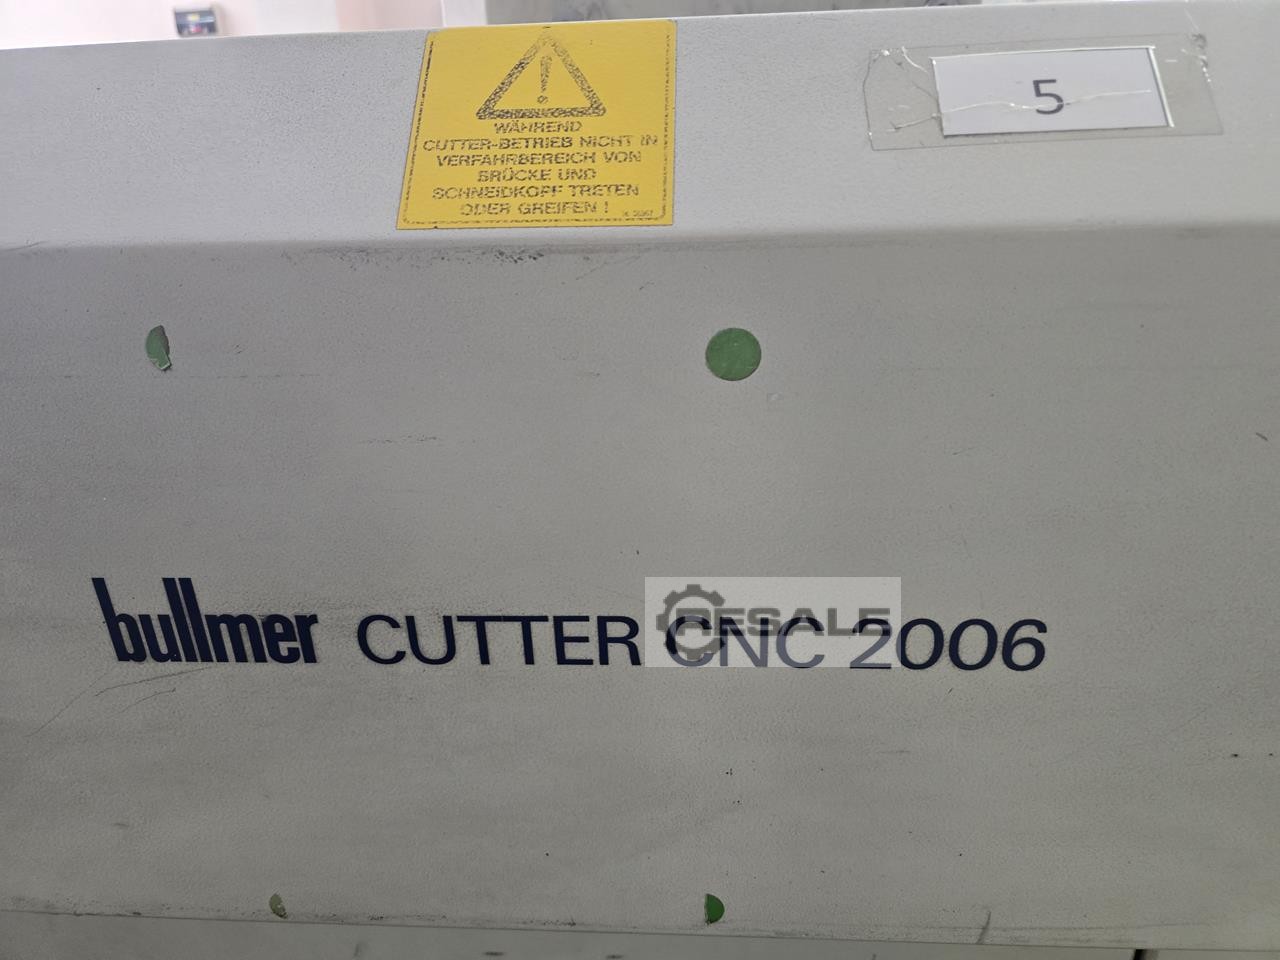 WÄHREND
CUTTER-BETRIEB NICHT IN
VERFAHRBEREICH VON
BRÜCKE UND
SCHNEIDKOPF TRETEN
ODER GREIFEN !
5
bullmer CUTTER CNC 2006
RESALE